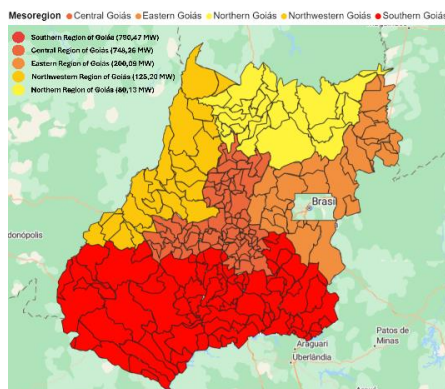 Mesoregion Central Goiás Eastern Goiás Northern Goiás Northwestern Goiás Southern Goiás
Southern Region of Goiás (750,47 MW)
Central Region of Goiás (748,26 MW)
Eastern Region of Goiás (200,09 MW)
Northwestern Region of Goiás (125,20 MW)
Northern Region of Goiás (80,13 MW)
Brasí
donópolis
Patos de
Minas
Araguari
Uberlândia